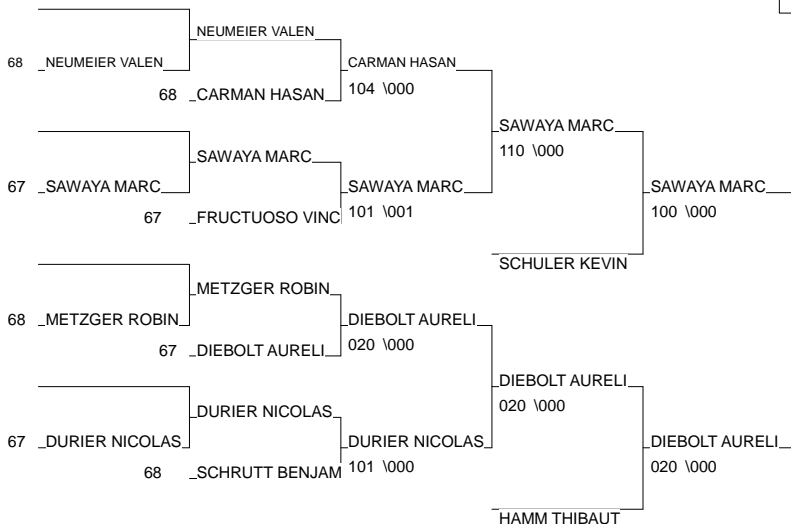 NEUMEIER VALEN
68 NEUMEIER VALEN
CARMAN HASAN
68 CARMAN HASAN
104 \000
SAWAYA MARC
110 \000
SAWAYA MARC
67 SAWAYA MARC
SAWAYA MARC
SAWAYA MARC
101 \001
100 \000
67 FRUCTUOSO VINC
SCHULER KEVIN
METZGER ROBIN
68 METZGER ROBIN
DIEBOLT AURELI
67 DIEBOLT AURELI
020 \000
DIEBOLT AURELI
020 \000
DURIER NICOLAS
67 DURIER NICOLAS
DURIER NICOLAS
DIEBOLT AURELI
68 SCHRUTT BENJAM
101 \000
020 \000
HAMM THIBAUT